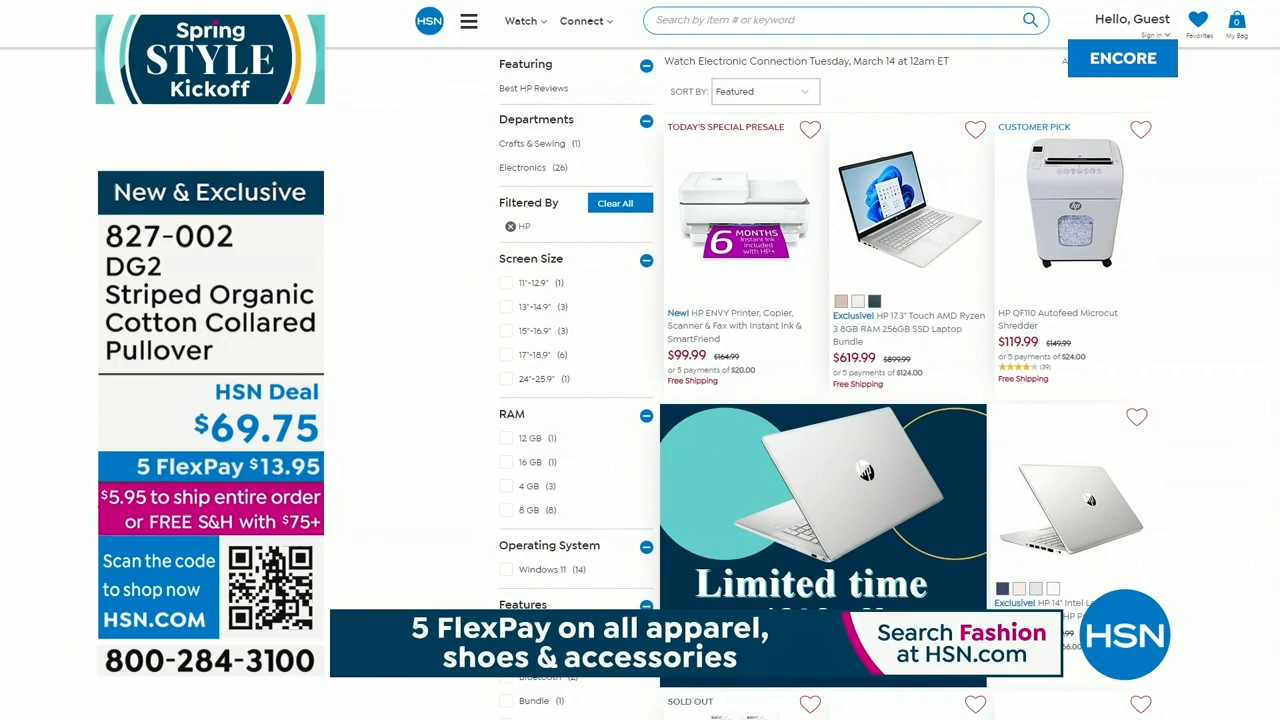 Spring
STYLE
Kickoff
HSN
Watch
Connect
Search by item # or keyword
Hello, Guest
Sign in
Favorites
0
My Bag
ENCORE
New & Exclusive
827-002
DG2
Striped Organic
Cotton Collared
Pullover
HSN Deal
$69.75
5 FlexPay $13.95
$5.95 to ship entire order
or FREE S&H with $75+
Scan the code
to shop now
HSN.COM
800-284-3100
Featuring
Best HP Reviews
Departments
Crafts & Sewing (1)
Electronics (26)
Filtered By
Clear All
HP
Screen Size
11"-12.9" (1)
13"-14.9" (3)
15"-16.9" (3)
17"-18.9" (6)
24"-25.9" (1)
RAM
12 GB (1)
16 GB (1)
4 GB (3)
8 GB (8)
Operating System
Windows 11 (14)
Features
Bundle (1)
Watch Electronic Connection Tuesday, March 14 at 12am ET
SORT BY: Featured
TODAY'S SPECIAL PRESALE
6 MONTHS
Instant Ink
included
with HP+
New! HP ENVY Printer, Copier,
Scanner & Fax with Instant Ink &
SmartFriend
$99.99 $164.99
or 5 payments of $20.00
Free Shipping
Exclusive! HP 17.3" Touch AMD Ryzen
3 8GB RAM 256GB SSD Laptop
Bundle
$619.99 $899.99
or 5 payments of $124.00
Free Shipping
CUSTOMER PICK
hp
HP QF110 Autofeed Microcut
Shredder
$119.99 $149.99
or 5 payments of $24.00
(39)
Free Shipping
hp
Limited time
hp
Exclusive! HP 14" Intel
SOLD OUT
5 FlexPay on all apparel,
shoes & accessories
Search Fashion
at HSN.com
HSN